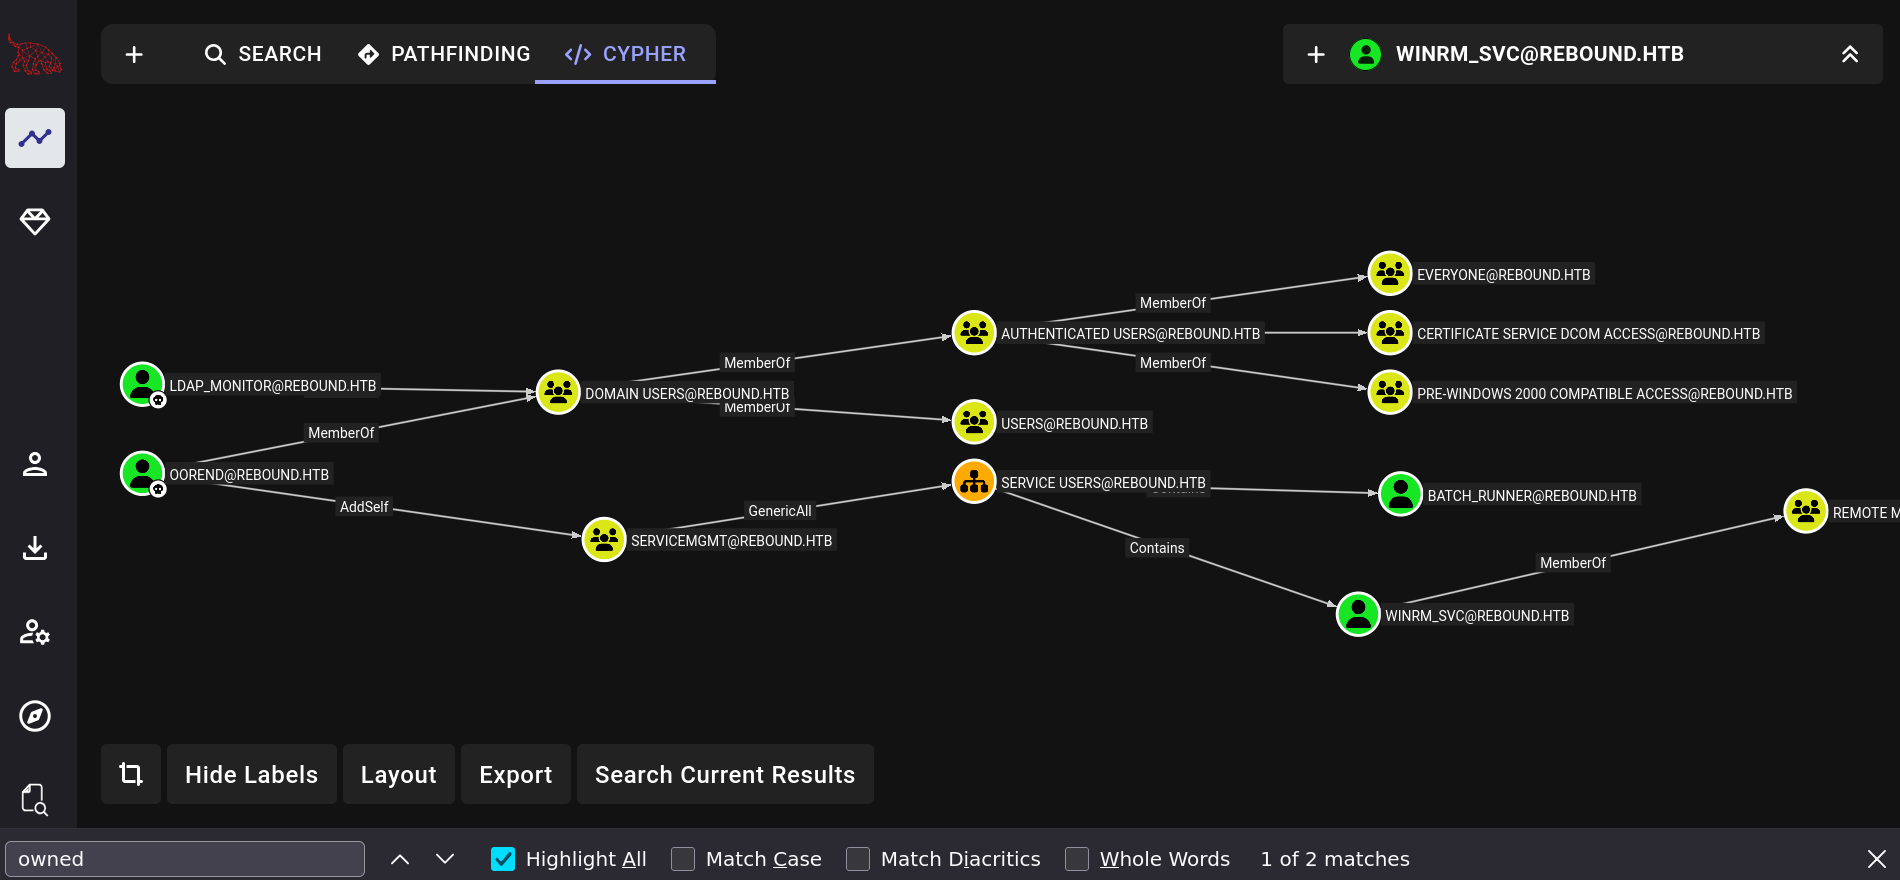 SEARCH
PATHFINDING
CYPHER
WINRM_SVC@REBOUND.HTB
EVERYONE@REBOUND.HTB
MemberOf
AUTHENTICATED USERS@REBOUND.HTB
CERTIFICATE SERVICE DCOM ACCESS@REBOUND.HTB
MemberOf
MemberOf
LDAP_MONITOR@REBOUND.HTB
DOMAIN USERS@REBOUND.HTB
PRE-WINDOWS 2000 COMPATIBLE ACCESS@REBOUND.HTB
MemberOf
MemberOf
USERS@REBOUND.HTB
OOREND@REBOUND.HTB
SERVICE USERS@REBOUND.HTB
Contains
BATCH_RUNNER@REBOUND.HTB
AddSelf
GenericAll
REMOTE M
SERVICEMGMT@REBOUND.HTB
Contains
MemberOf
WINRM_SVC@REBOUND.HTB
Hide Labels
Layout
Export
Search Current Results
owned
Highlight All
Match Case
Match Diacritics
Whole Words
1 of 2 matches